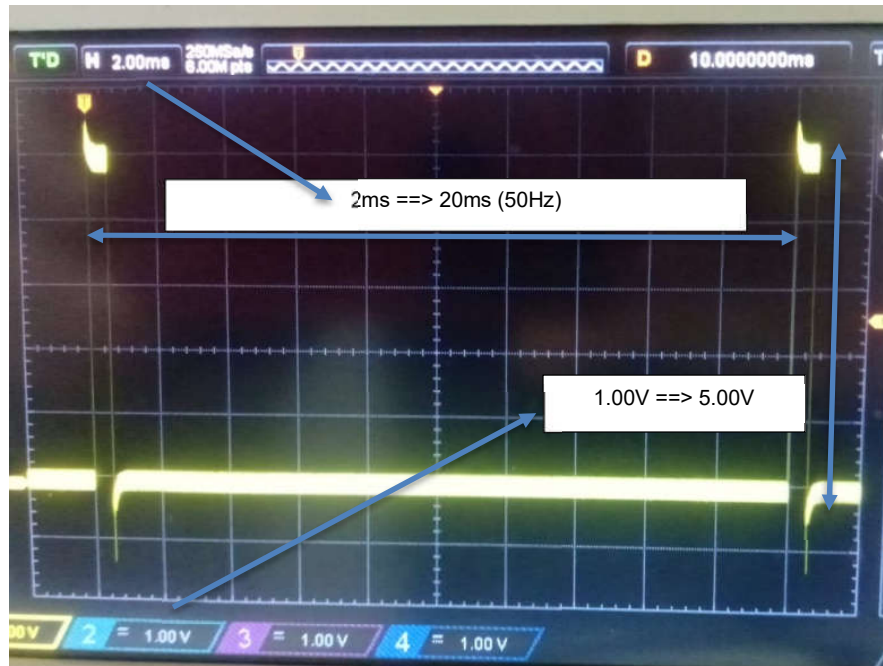 T'D H 2.00ms 250MSa/s D 10.0000000ms T
6.00M pts
2ms ==> 20ms (50Hz)
1.00V ==> 5.00V
00V 2 = 1.00V 3 = 1.00V 4 = 1.00V